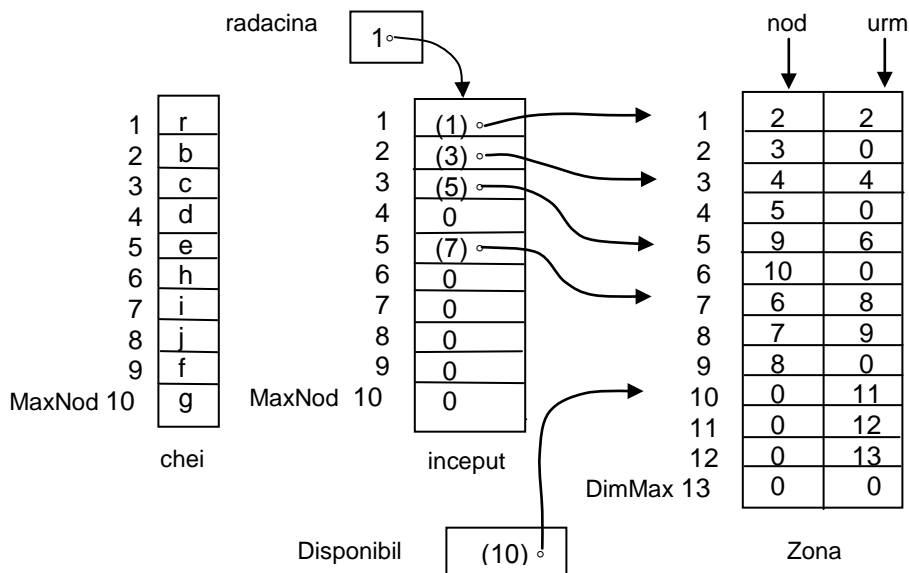 radacina 1 nod urm
1 r 1 (1) 1 2 2
2 b 2 (3) 2 3 0
3 c 3 (5) 3 4 4
4 d 4 0 4 5 0
5 e 5 (7) 5 9 6
6 h 6 0 6 10 0
7 i 7 0 7 6 8
8 j 8 0 8 7 9
9 f 9 0 9 8 0
MaxNod 10 g MaxNod 10 0 10 0 11
11 0 12
chei inceput 12 0 13
DimMax 13 0 0
Disponibil (10) Zona